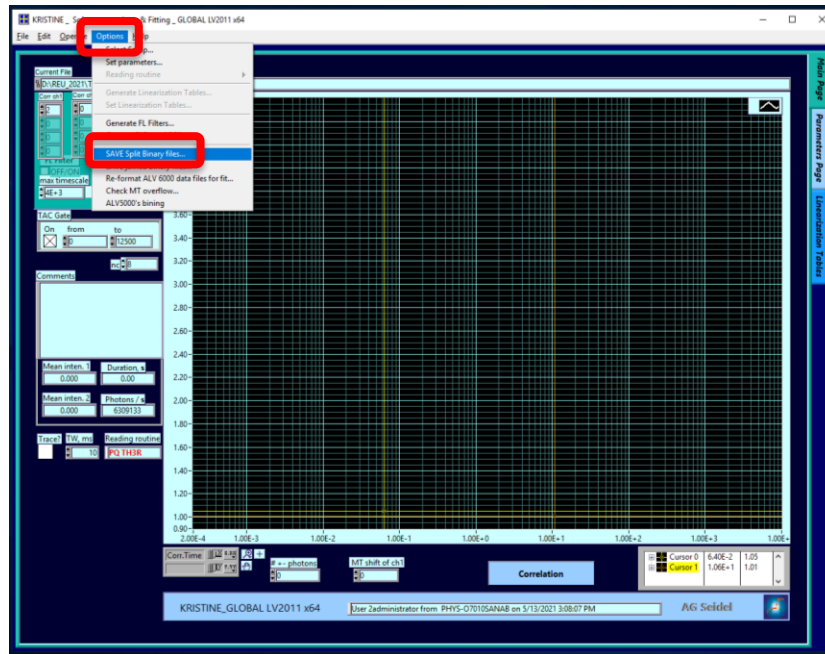 KRISTINE _ & Fitting _ GLOBAL LV2011 x64
File Edit Options
Set parameters...
Reading routine
Generate Linearization Tables...
Set Linearization Tables...
Generate FL Filters...
SAVE Split Binary files...
Re-format ALV 6000 data files for fit...
Check MT overflow...
ALV5000's bining
Current File
Corr ch1
2
0
OFF/ON
max timescale
4E+3
TAC Gate
On from to
0 12500
nc 8
Comments
Mean inten. 1 Duration, s
0.000 0.00
Mean inten. 2 Photons / s
0.000 6309133
Trace? TW, ms Reading routine
10 PQ TH3R
3.60
3.40
3.20
3.00
2.80
2.60
2.40
2.20
2.00
1.80
1.40
1.20
1.00
0.90
2.00E-4 1.00E-3 1.00E-2 1.00E-1 1.00E+0 1.00E+1 1.00E+2 1.00E+3 1.00E+
Corr.Time
# +- photons
0
MT shift of ch1
0
Correlation
Cursor 0 6.40E-2 1.05
Cursor 1 1.06E+1 1.01
KRISTINE_GLOBAL LV2011 x64
User 2administrator from PHYS-O7010SANAB on 5/13/2021 3:08:07 PM
AG Seidel
Main Page
Parameters Page
Linearization Tables